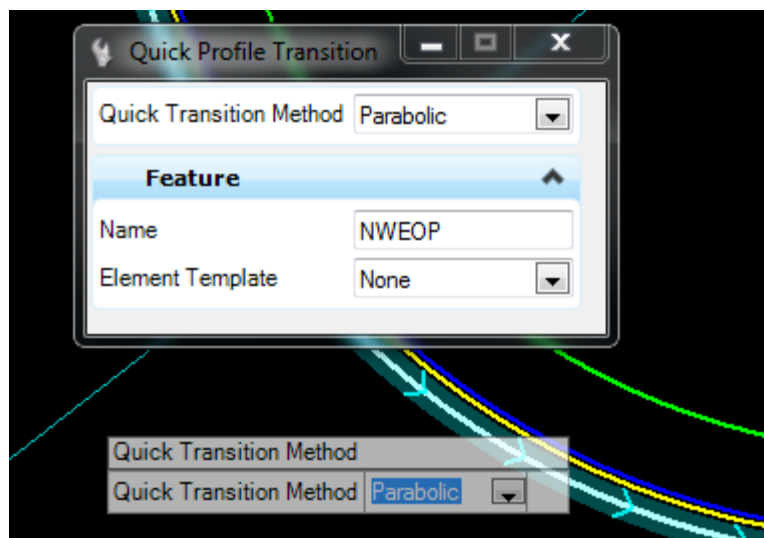 Quick Profile Transition
Quick Transition Method Parabolic
Feature
Name NWEOP
Element Template None
Quick Transition Method
Quick Transition Method Parabolic